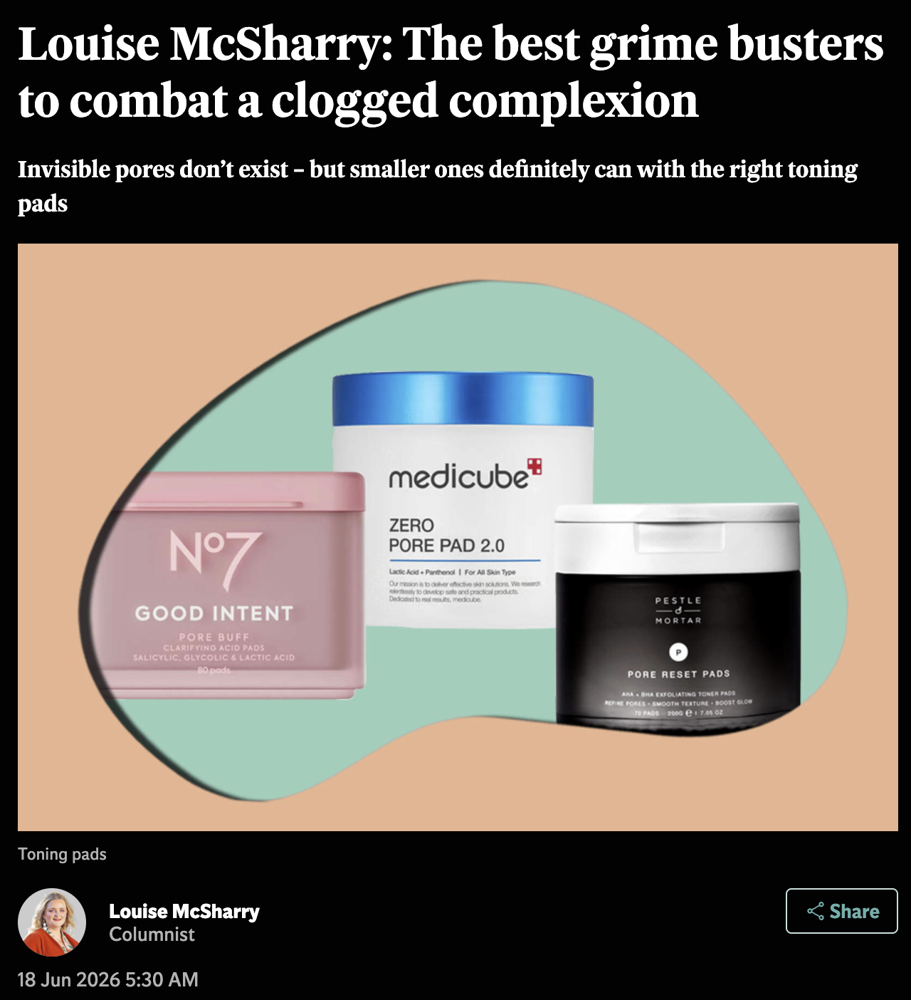 Louise McSharry: The best grime busters
to combat a clogged complexion
Invisible pores don’t exist – but smaller ones definitely can with the right toning
pads
medicube
ZERO
PORE PAD 2.0
Lactic Acid + Panthenol | For All Skin Type
Our mission is to deliver effective skin solutions. We research
relentlessly to develop safe and practical products.
Dedicated to real results, medicube.
No7
GOOD INTENT
PORE BUFF
CLARIFYING ACID PADS
SALICYLIC, GLYCOLIC & LACTIC ACID
80 pads
PESTLE
&
MORTAR
P
PORE RESET PADS
AHA + BHA EXFOLIATING TONER PADS
REFINE PORES • SMOOTH TEXTURE • BOOST GLOW
70 PADS 200G ℮ | 7.05 OZ
Toning pads
Louise McSharry
Columnist
Share
18 Jun 2026 5:30 AM